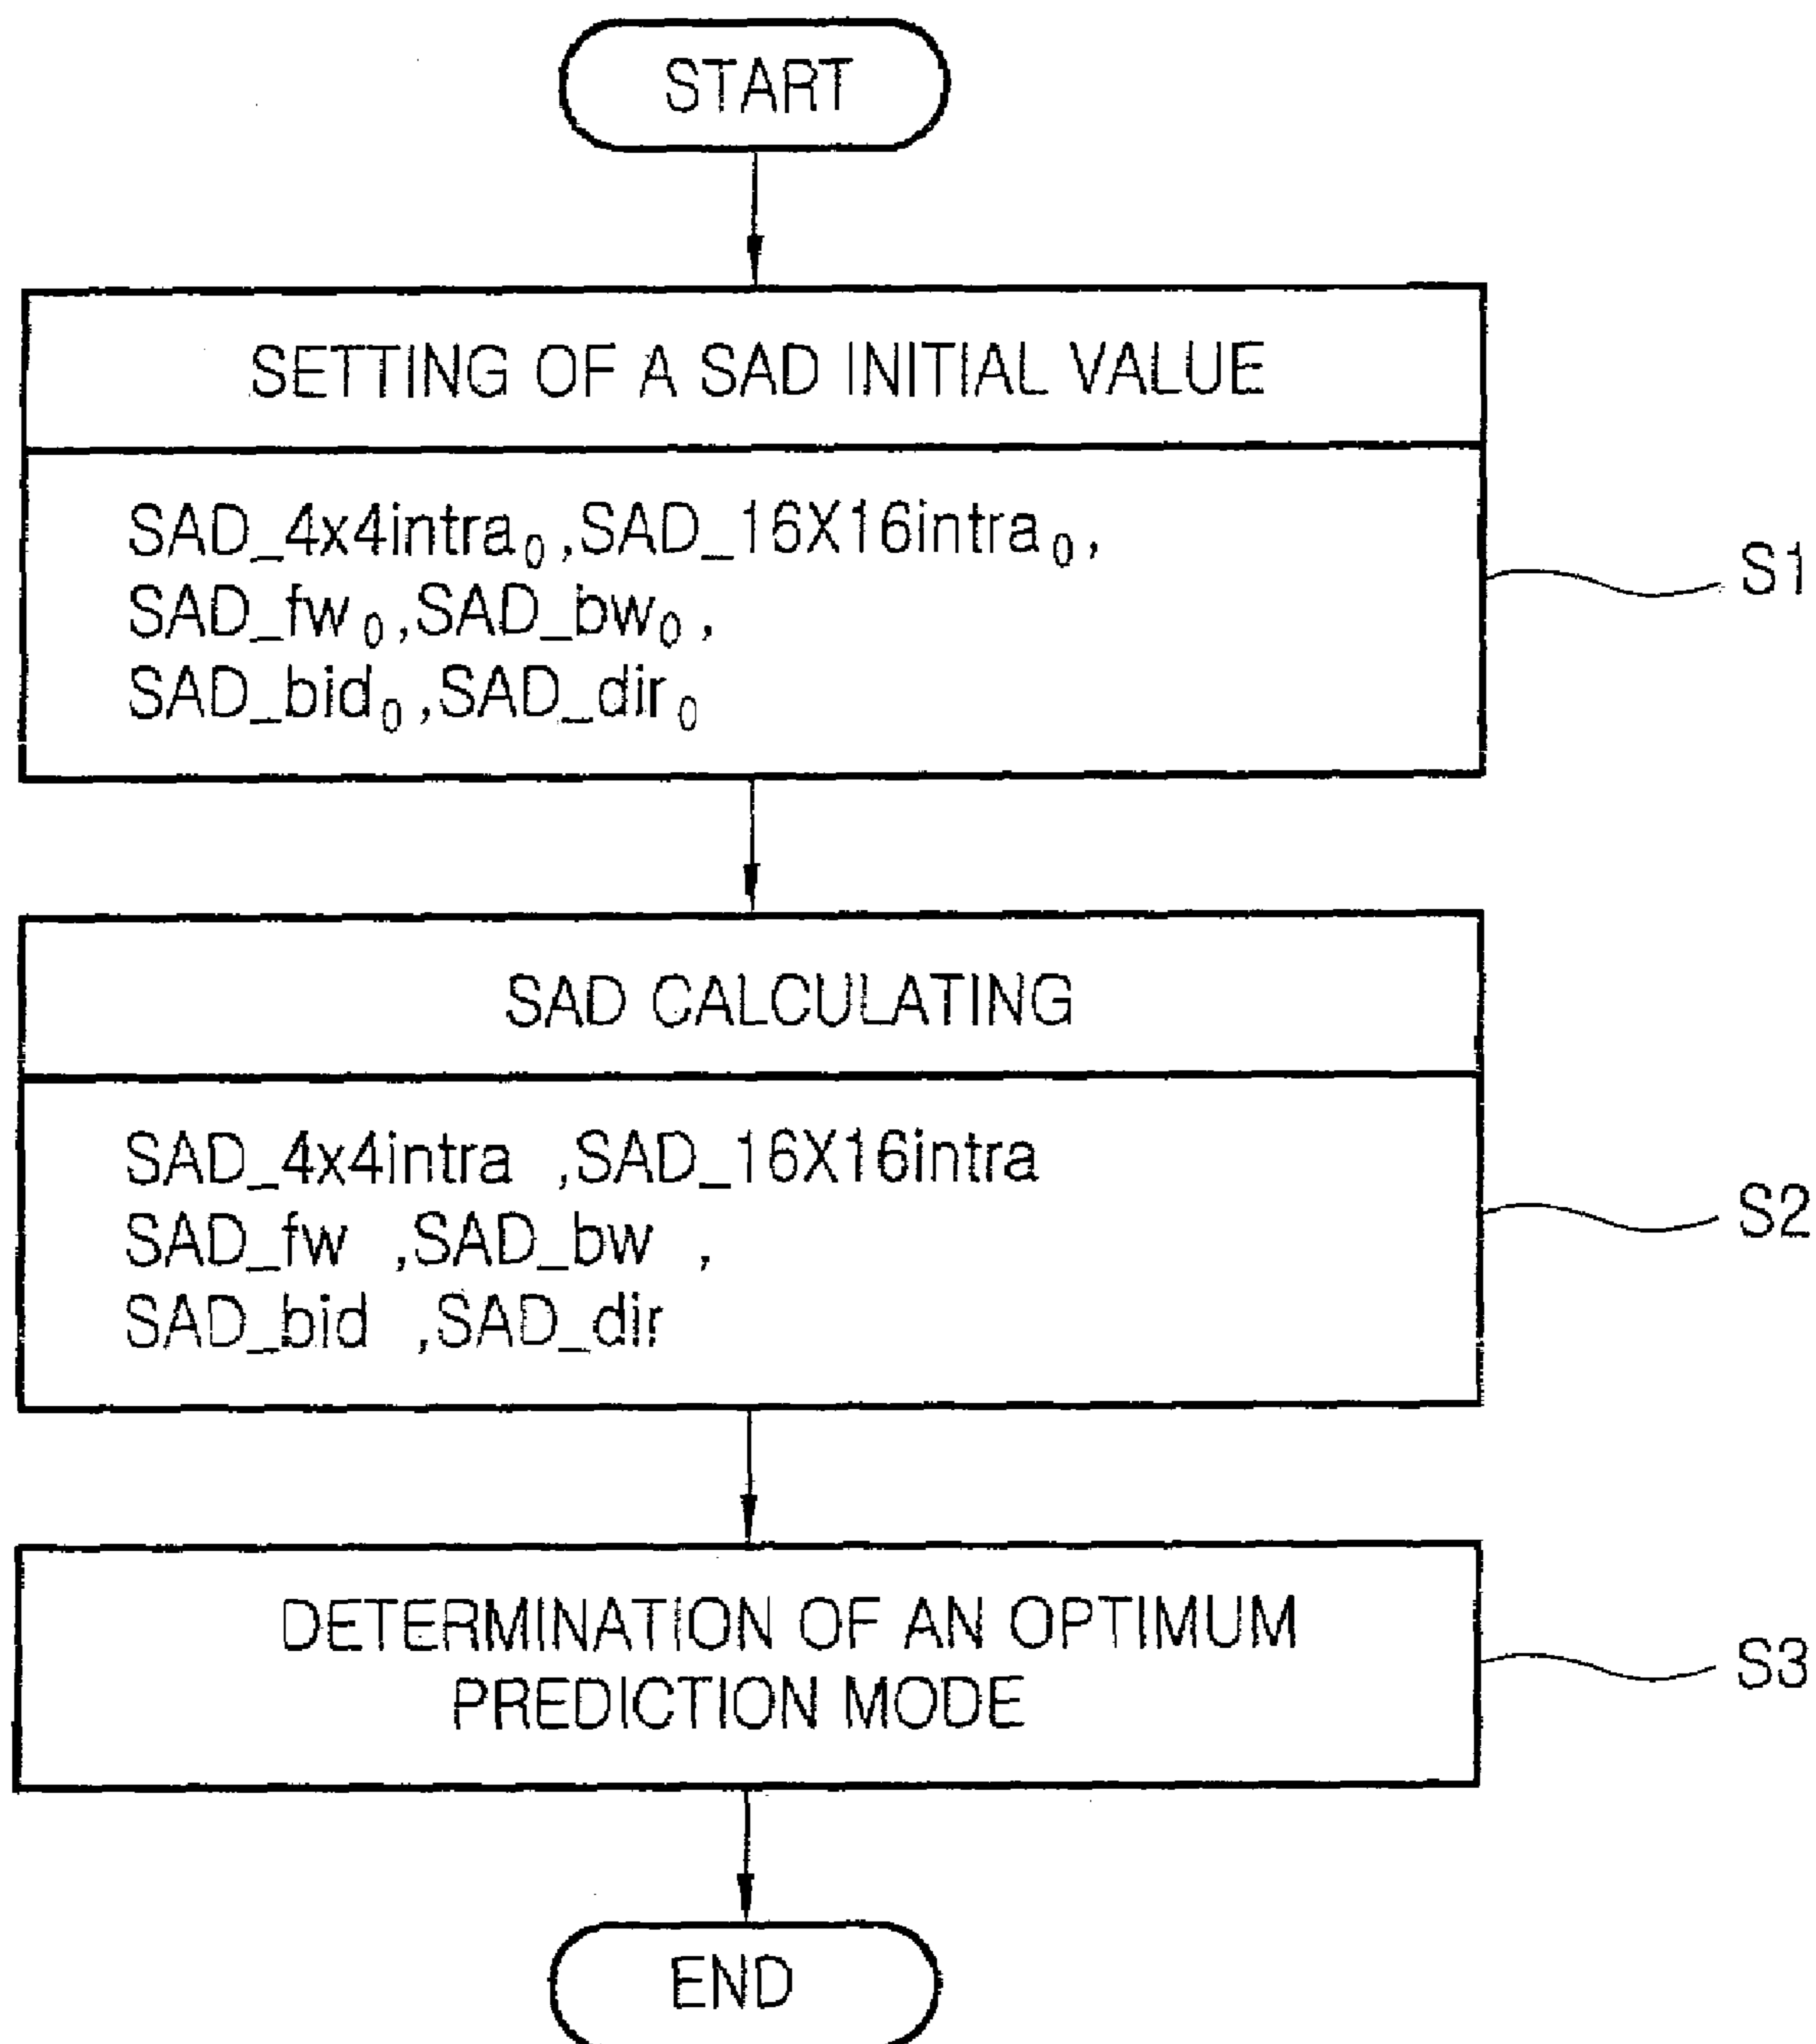 START
SETTING OF A SAD INITIAL VALUE
SAD_4x4intra₀,SAD_16X16intra₀,
SAD_fw₀,SAD_bw₀,
SAD_bid₀,SAD_dir₀
S1
SAD CALCULATING
SAD_4x4intra ,SAD_16X16intra
SAD_fw ,SAD_bw ,
SAD_bid ,SAD_dir
S2
DETERMINATION OF AN OPTIMUM
PREDICTION MODE
S3
END